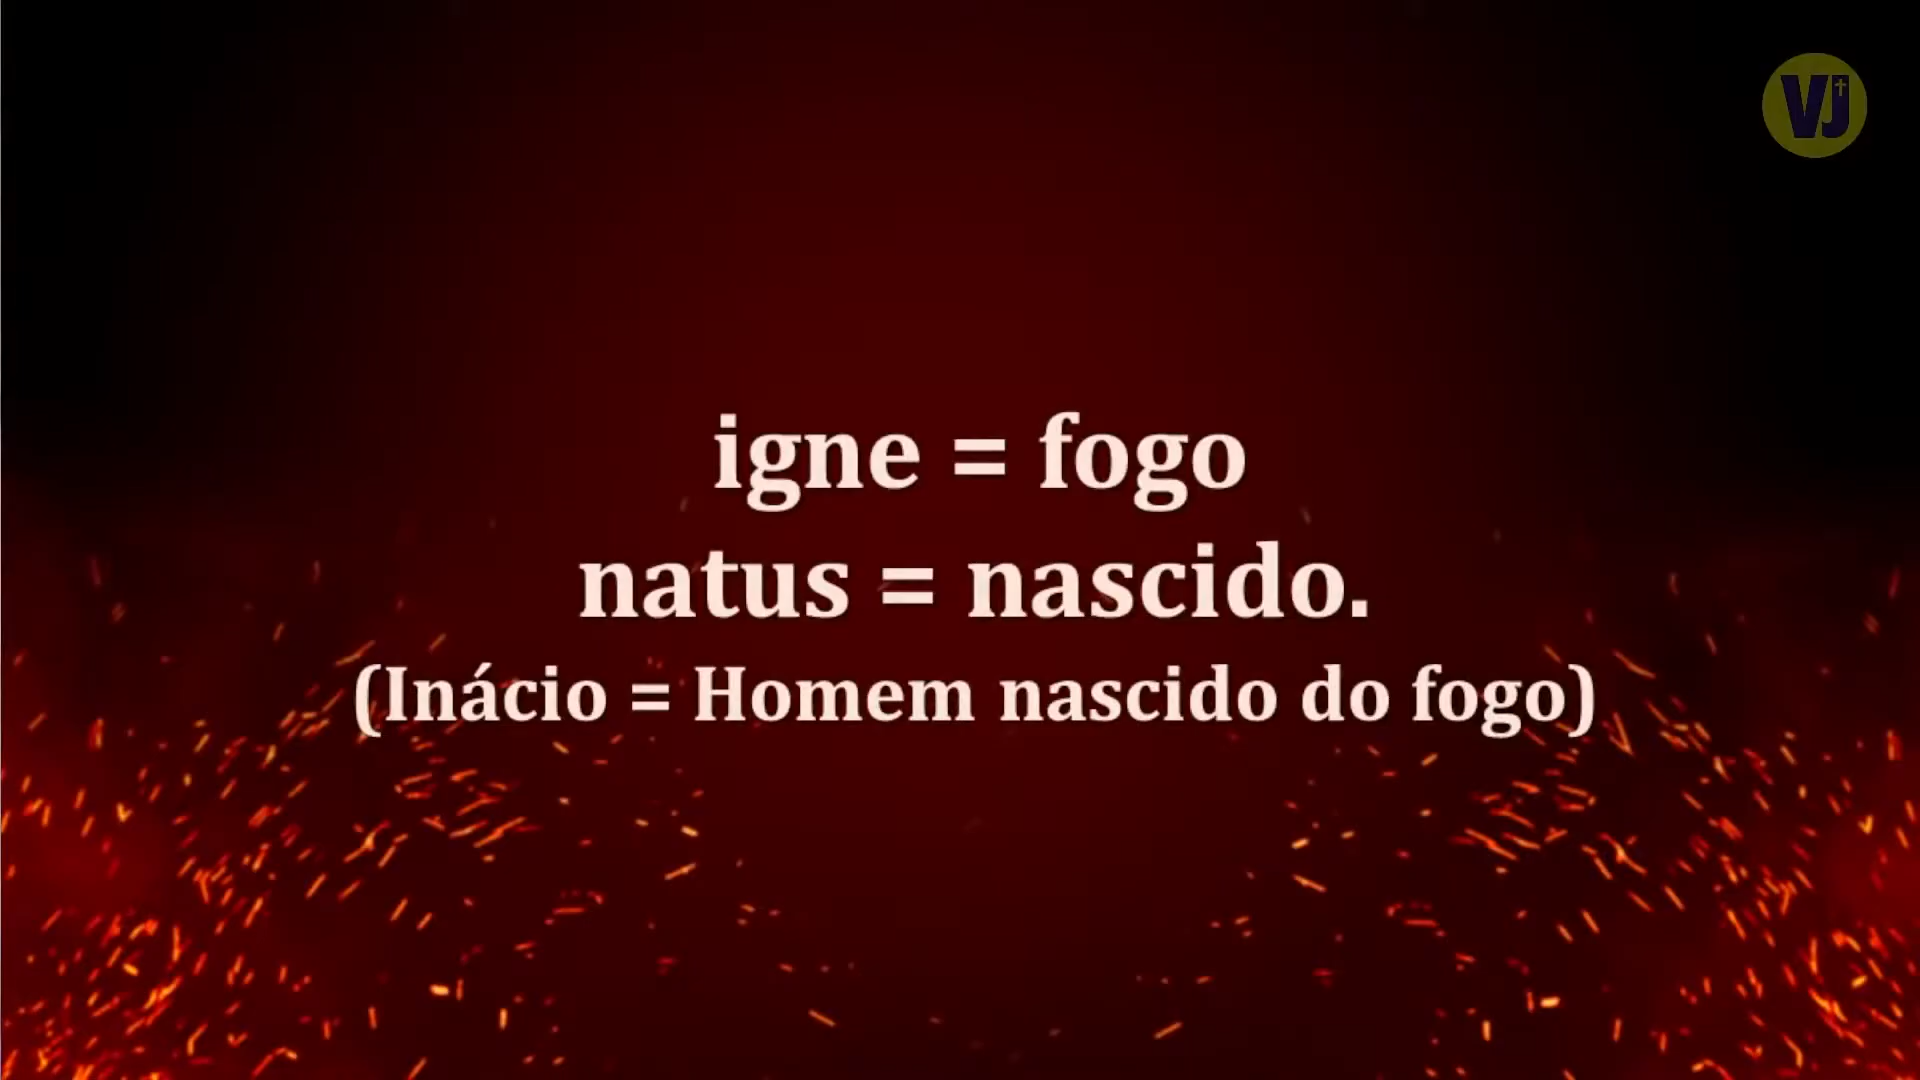 VJ
igne = fogo
natus = nascido.
(Inácio = Homem nascido do fogo)